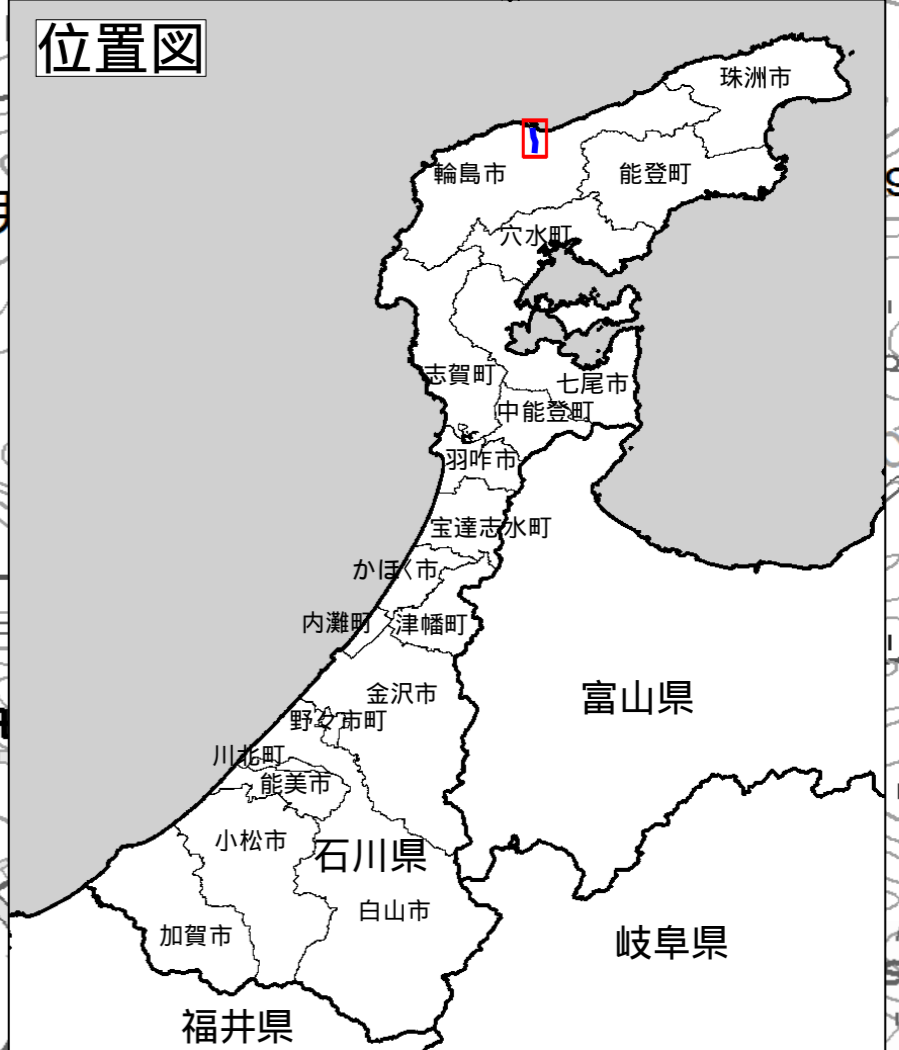 位置図
珠洲市
輪島市
能登町
穴水町
志賀町
七尾市
中能登町
羽咋市
宝達志水町
かほく市
内灘町
津幡町
金沢市
富山県
野々市町
川北町
能美市
小松市
石川県
白山市
加賀市
岐阜県
福井県